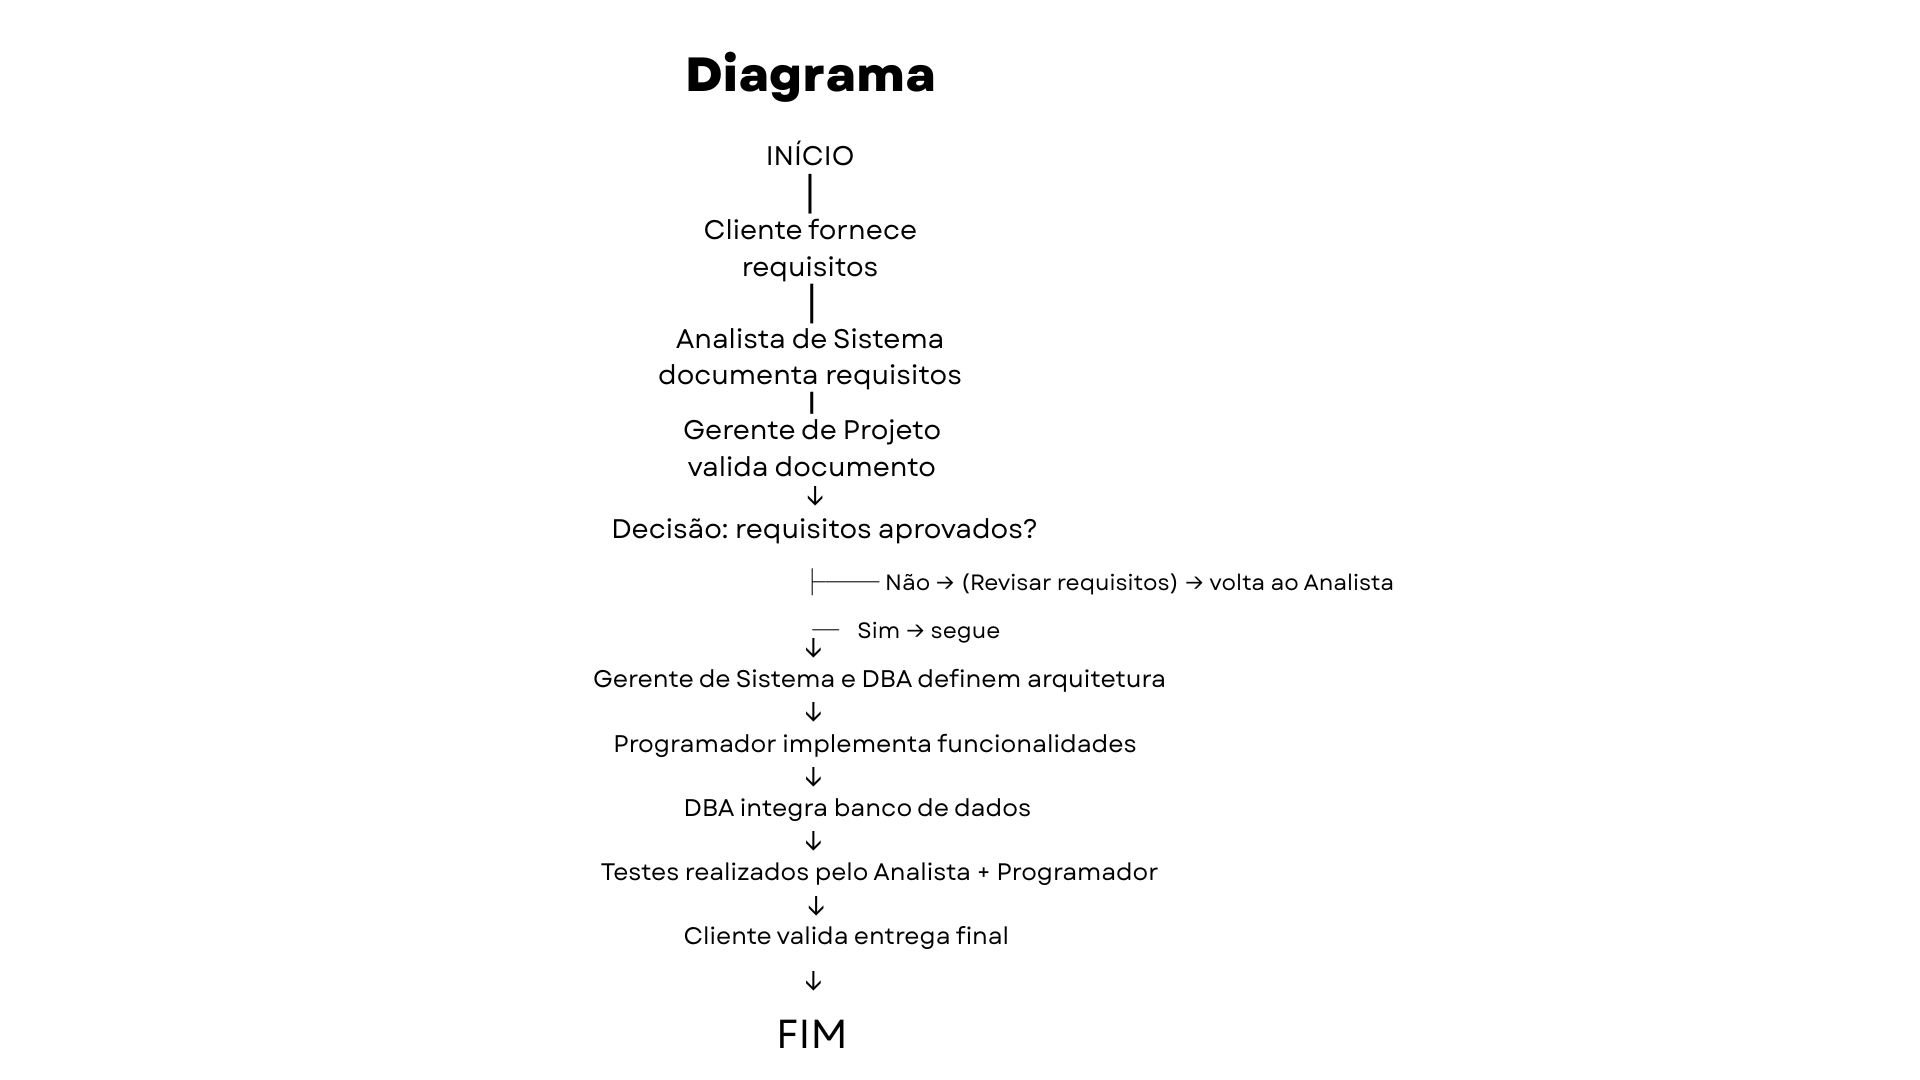 Diagrama
INÍCIO
Cliente fornece
requisitos
Analista de Sistema
documenta requisitos
Gerente de Projeto
valida documento
↓
Decisão: requisitos aprovados?
Não → (Revisar requisitos) → volta ao Analista
Sim → segue
↓
Gerente de Sistema e DBA definem arquitetura
↓
Programador implementa funcionalidades
↓
DBA integra banco de dados
↓
Testes realizados pelo Analista + Programador
↓
Cliente valida entrega final
↓
FIM